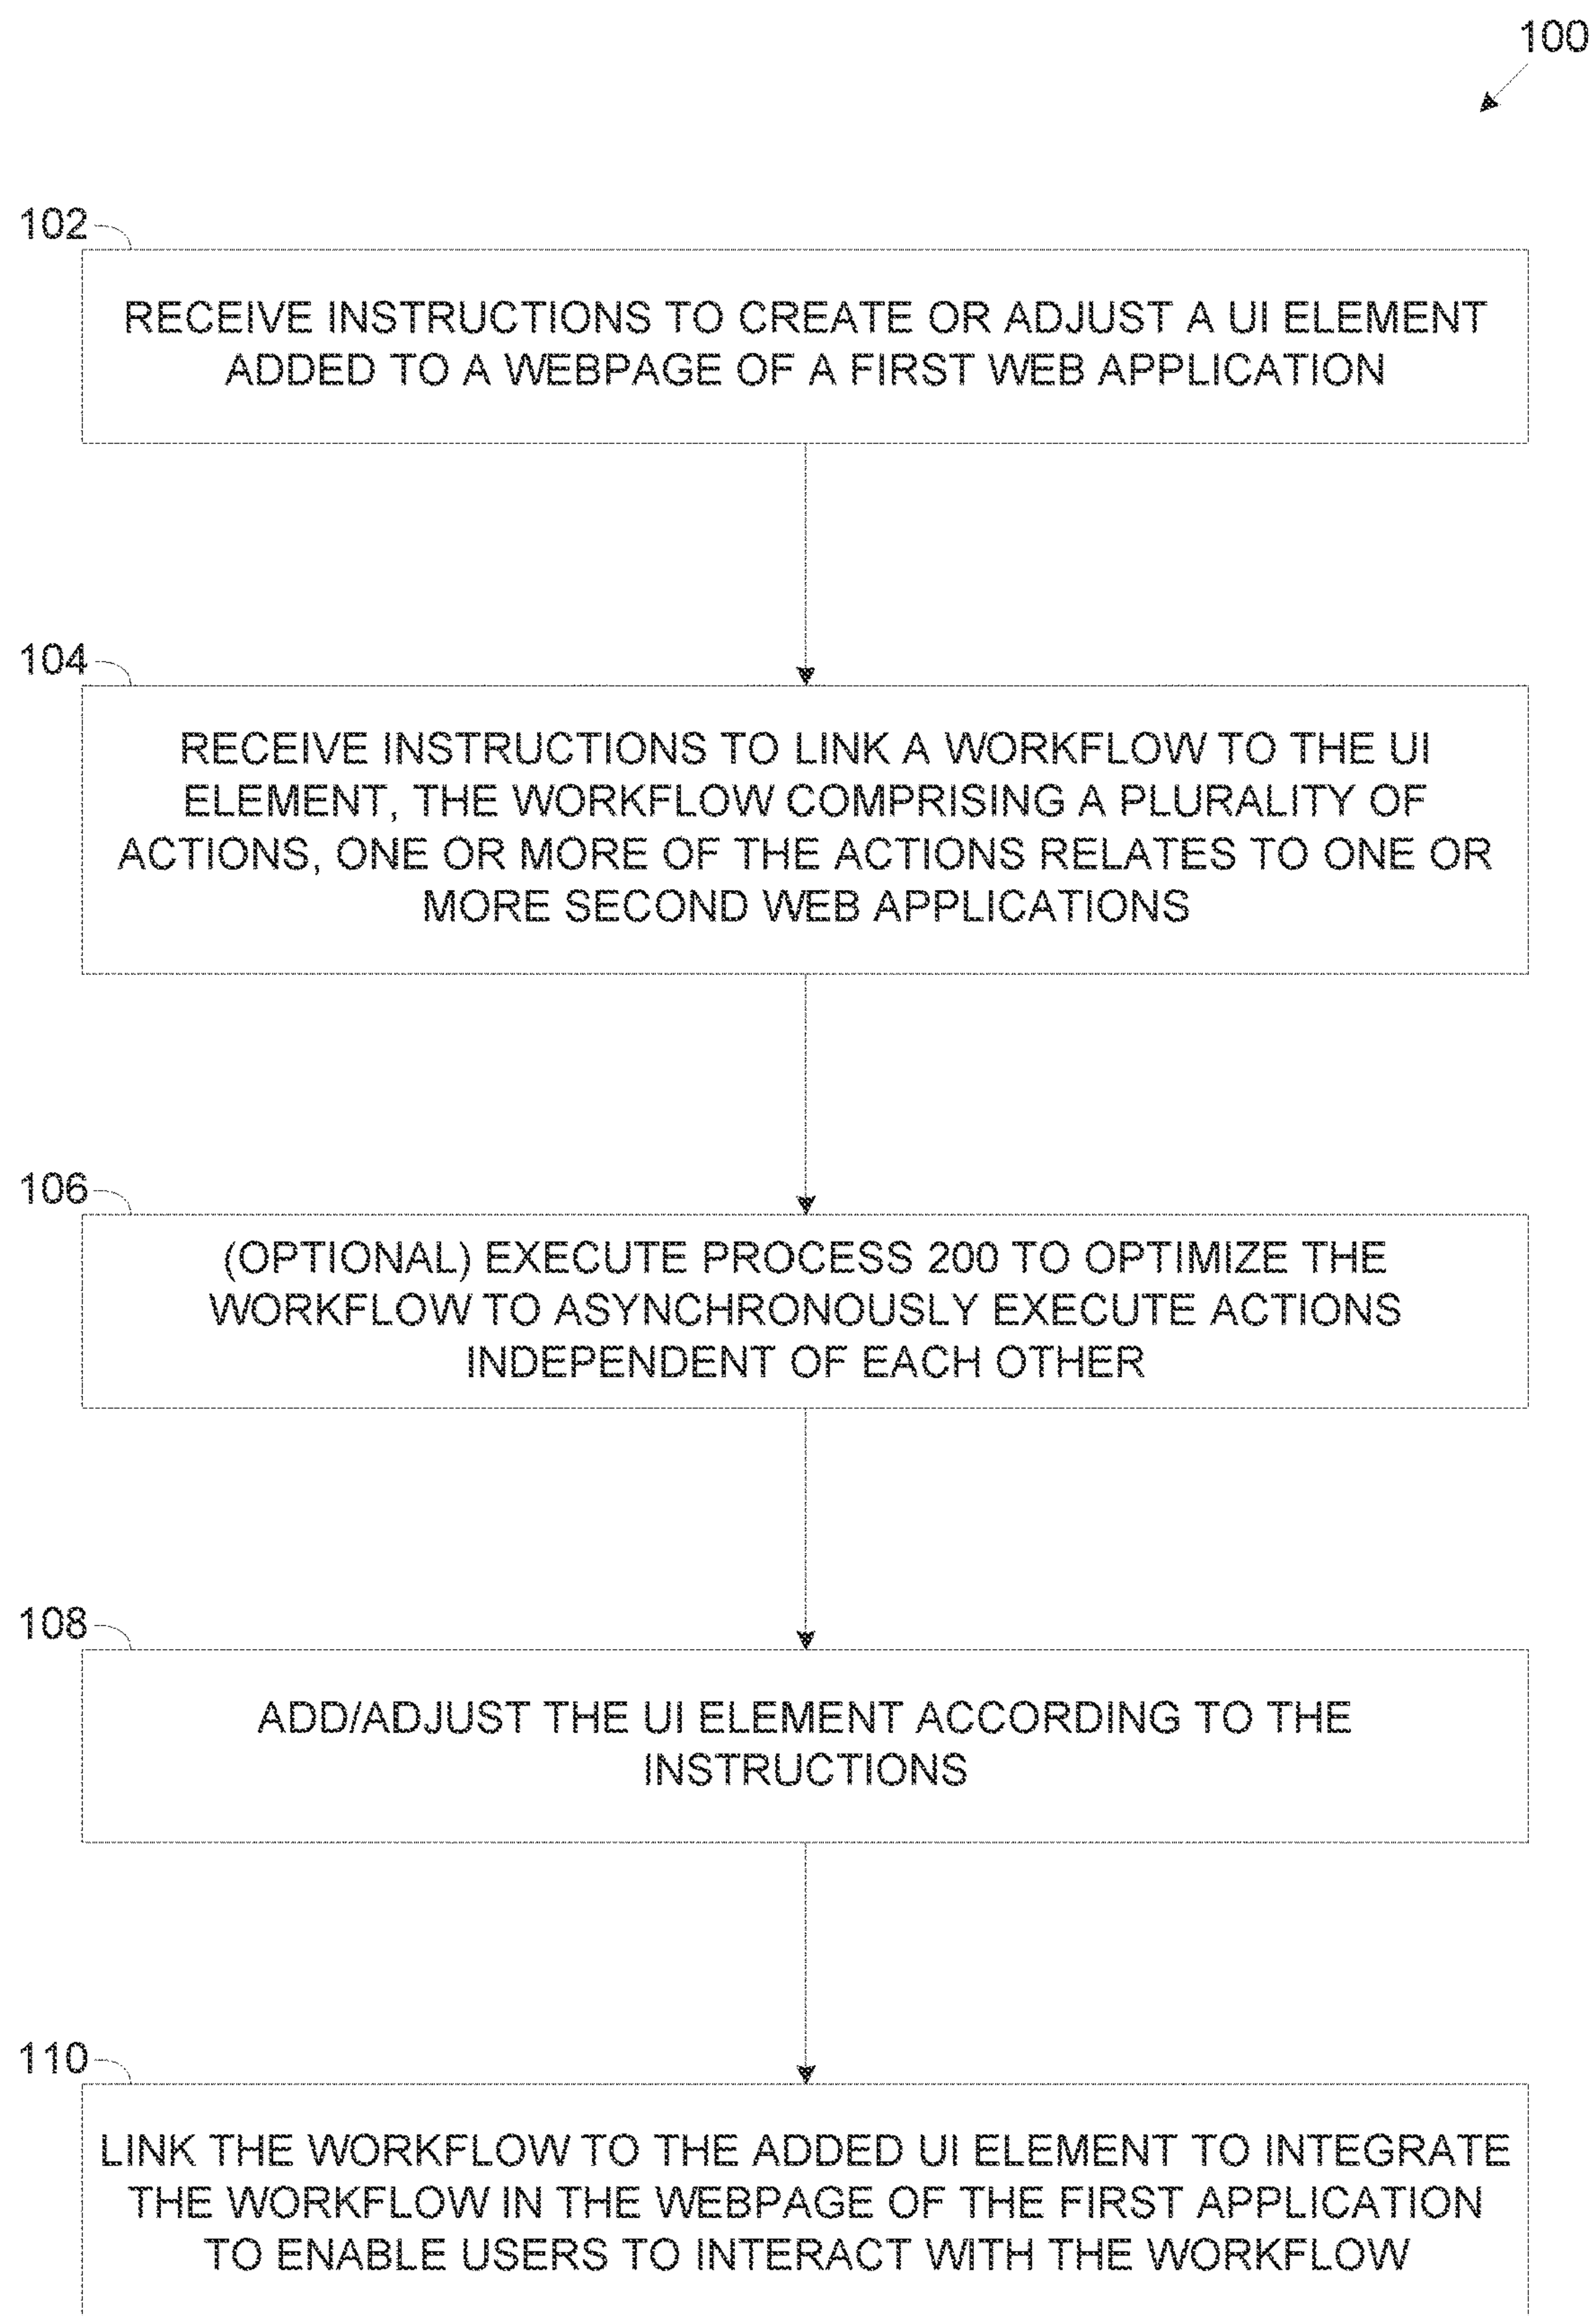 100
102
RECEIVE INSTRUCTIONS TO CREATE OR ADJUST A UI ELEMENT
ADDED TO A WEBPAGE OF A FIRST WEB APPLICATION
104
RECEIVE INSTRUCTIONS TO LINK A WORKFLOW TO THE UI
ELEMENT, THE WORKFLOW COMPRISING A PLURALITY OF
ACTIONS, ONE OR MORE OF THE ACTIONS RELATES TO ONE OR
MORE SECOND WEB APPLICATIONS
106
(OPTIONAL) EXECUTE PROCESS 200 TO OPTIMIZE THE
WORKFLOW TO ASYNCHRONOUSLY EXECUTE ACTIONS
INDEPENDENT OF EACH OTHER
108
ADD/ADJUST THE UI ELEMENT ACCORDING TO THE
INSTRUCTIONS
110
LINK THE WORKFLOW TO THE ADDED UI ELEMENT TO INTEGRATE
THE WORKFLOW IN THE WEBPAGE OF THE FIRST APPLICATION
TO ENABLE USERS TO INTERACT WITH THE WORKFLOW